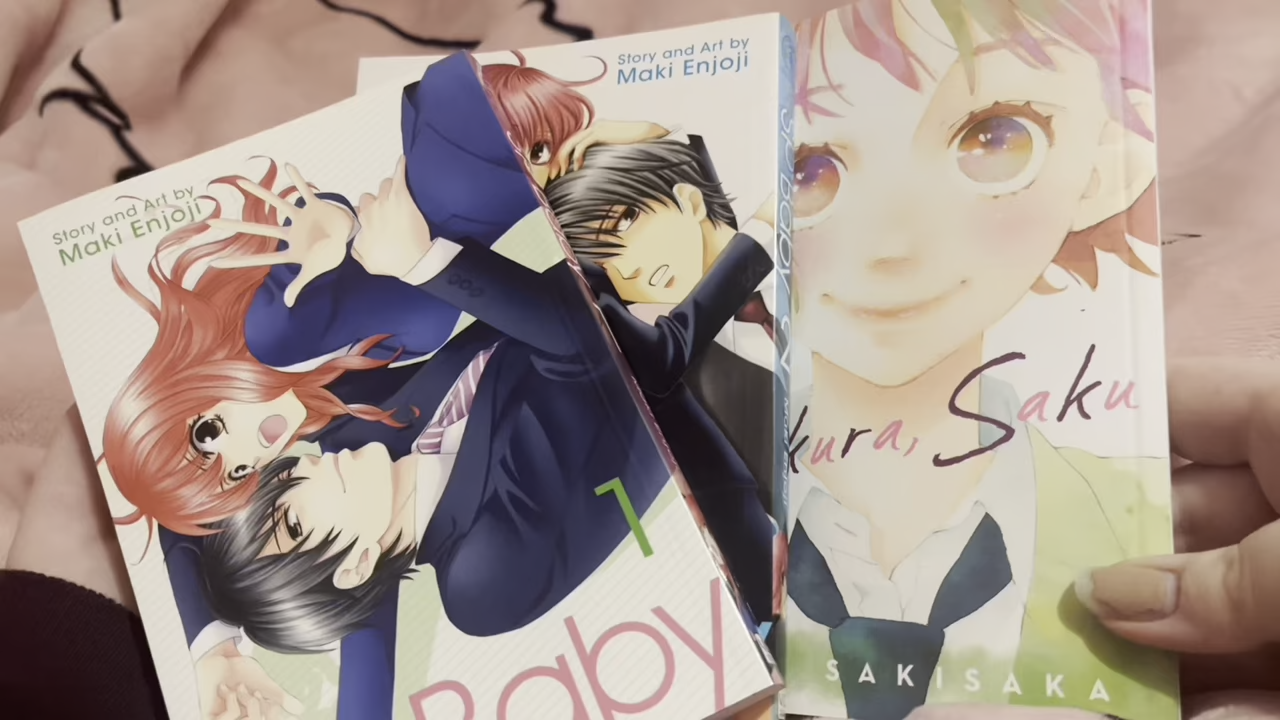 Story and Art by
Maki Enjoji
1
Baby
Story and Art by
Maki Enjoji
kura, Saku
SAKISAKA